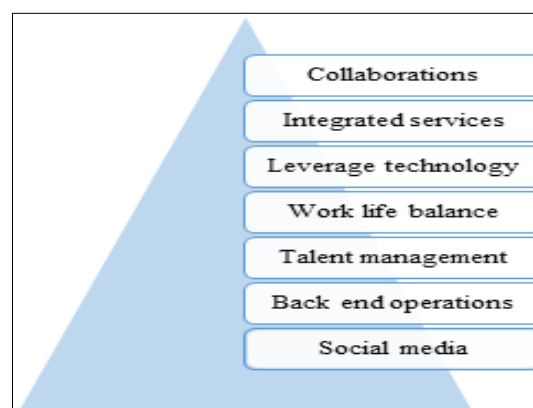 Collaborations
Integrated services
Leverage technology
Work life balance
Talent management
Back end operations
Social media